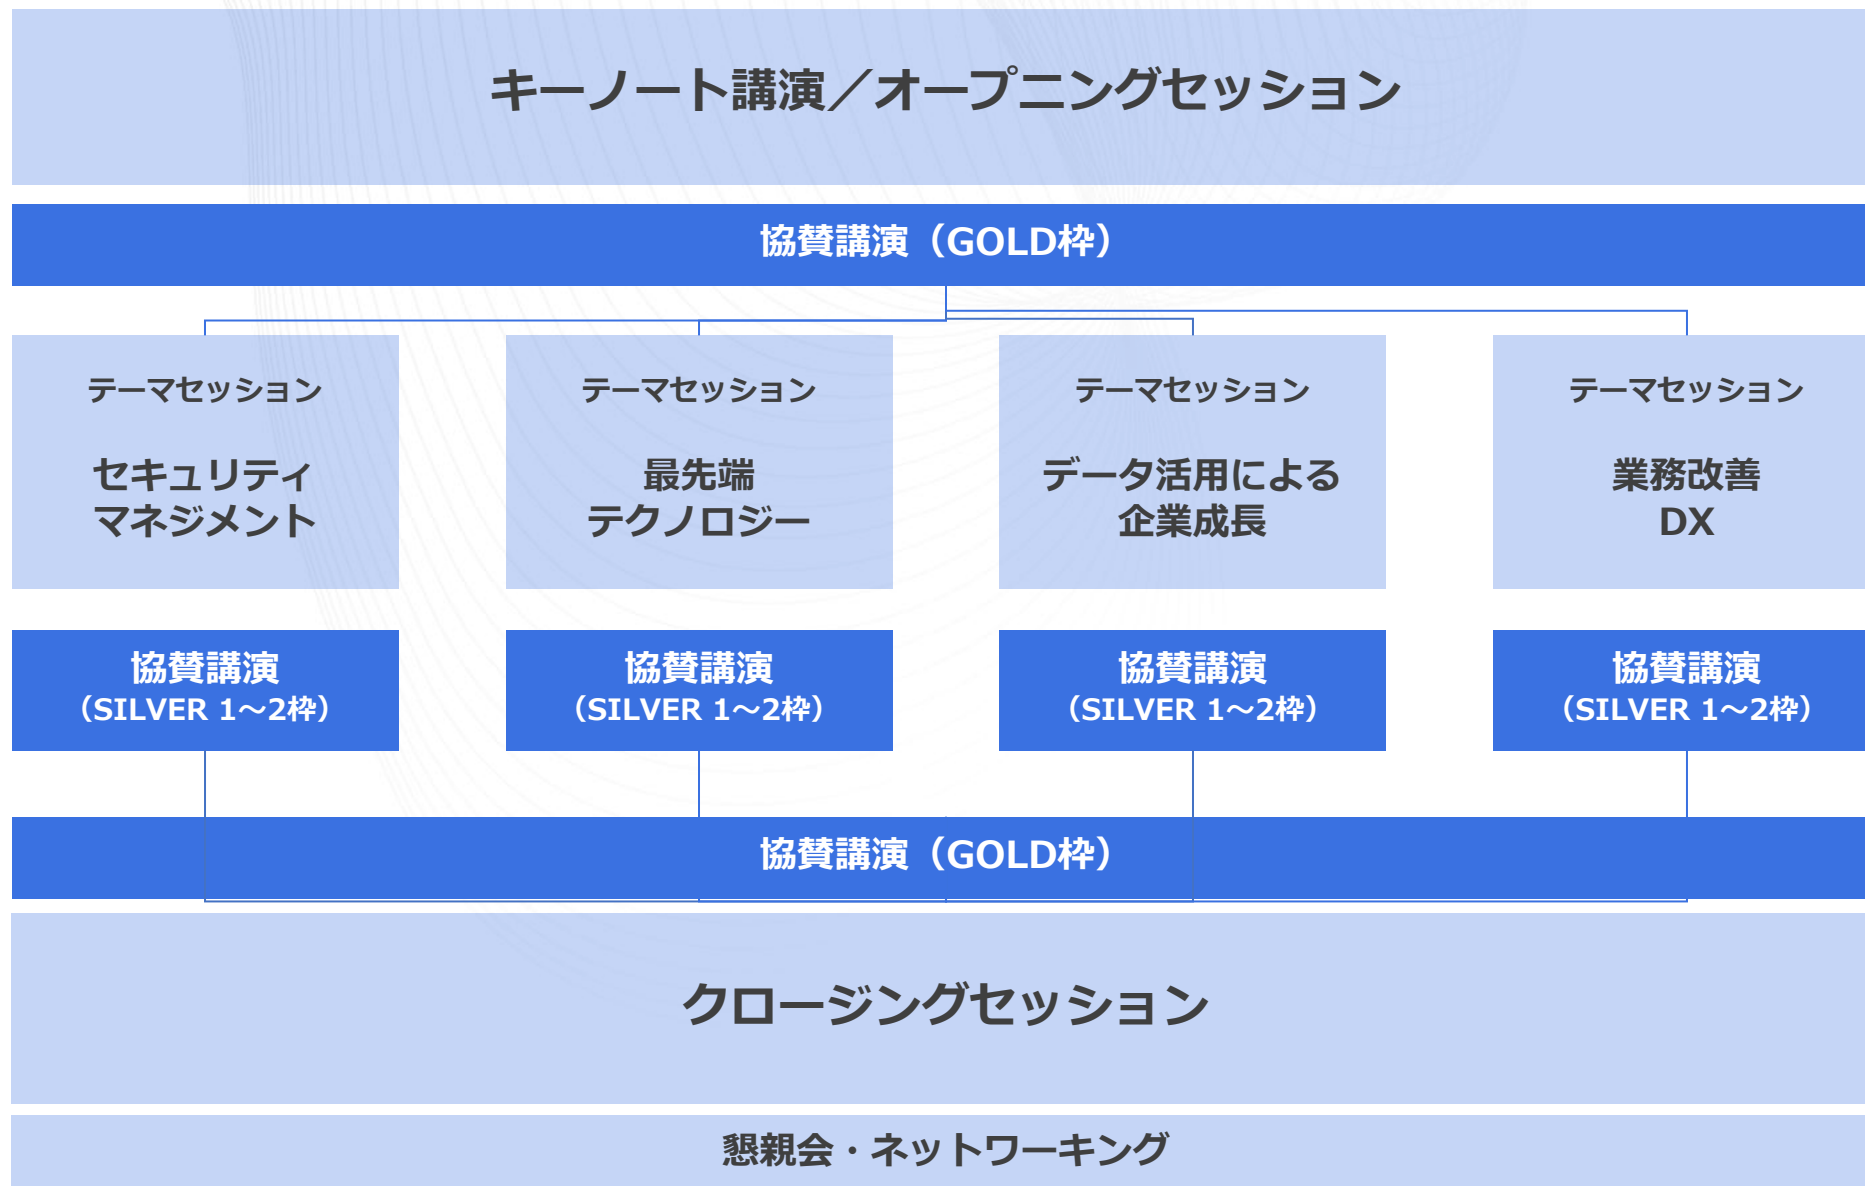 キーノート講演／オープニングセッション
協賛講演（GOLD枠）
テーマセッション
セキュリティ
マネジメント
テーマセッション
最先端
テクノロジー
テーマセッション
データ活用による
企業成長
テーマセッション
業務改善
DX
協賛講演
（SILVER 1～2枠）
協賛講演
（SILVER 1～2枠）
協賛講演
（SILVER 1～2枠）
協賛講演
（SILVER 1～2枠）
協賛講演（GOLD枠）
クロージングセッション
懇親会・ネットワーキング